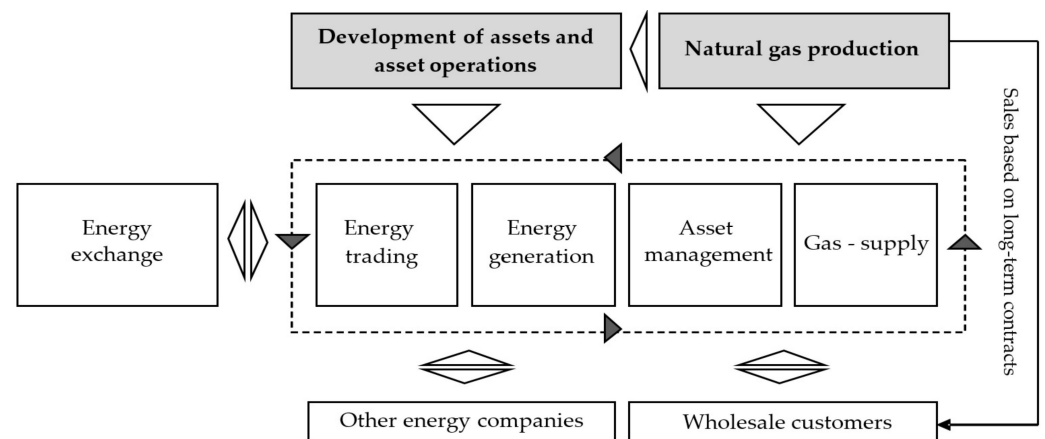 Development of assets and
asset operations
Natural gas production
Sales based on long-term contracts
Energy
exchange
Energy
trading
Energy
generation
Asset
management
Gas - supply
Other energy companies
Wholesale customers